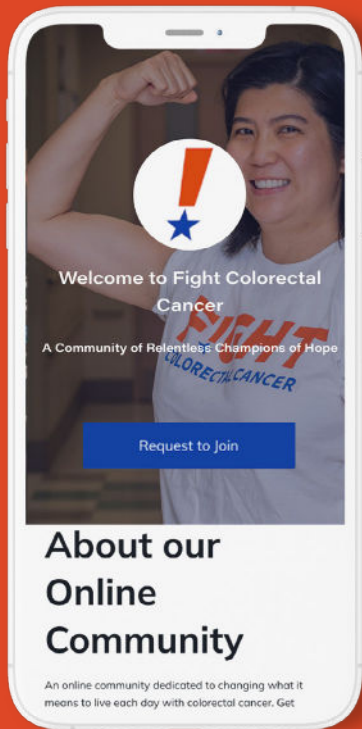 Welcome to Fight Colorectal
Cancer
A Community of Relentless Champions of Hope
FIGHT
COLORECTAL CANCER
Request to Join
About our
Online
Community
An online community dedicated to changing what it
means to live each day with colorectal cancer. Get